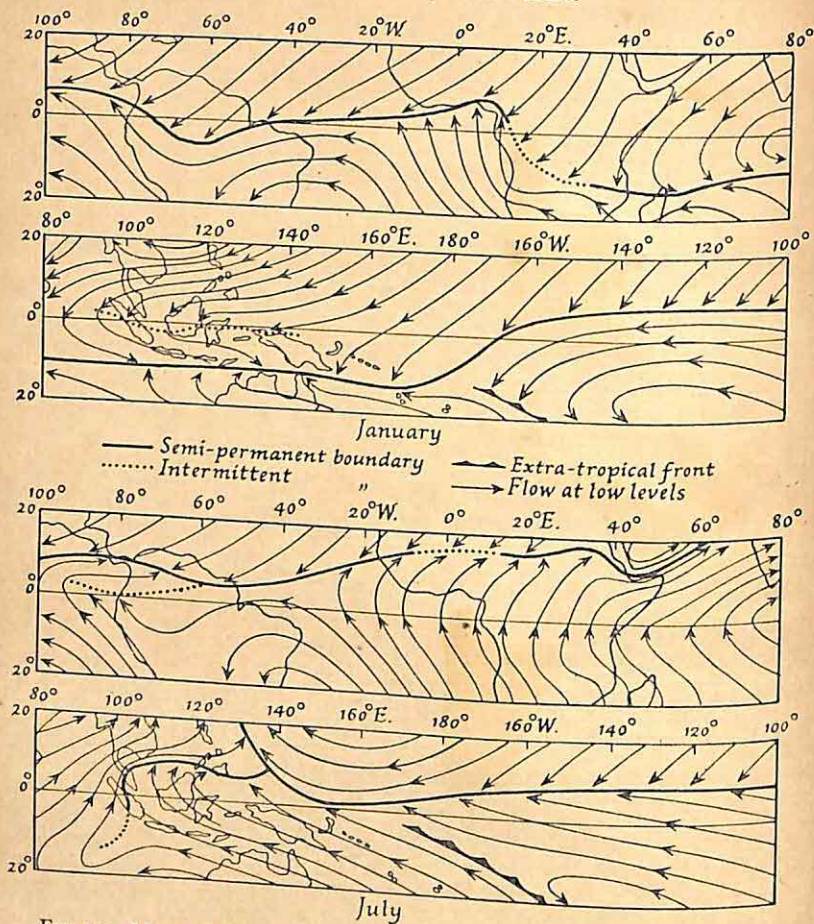 100° 80° 60° 40° 20°W. 0° 20°E. 40° 60° 80°
20
0°
20°
80° 100° 120° 140° 160°E. 180° 160°W. 140° 120° 100°
20
0°
20°
January
Semi-permanent boundary
Intermittent "
Extra-tropical front
Flow at low levels
100° 80° 60° 40° 20°W. 0° 20°E. 40° 60° 80°
20°
0°
20°
80° 100° 120° 140° 160°E. 180° 160°W. 140° 120° 100°
20
0°
20°
July